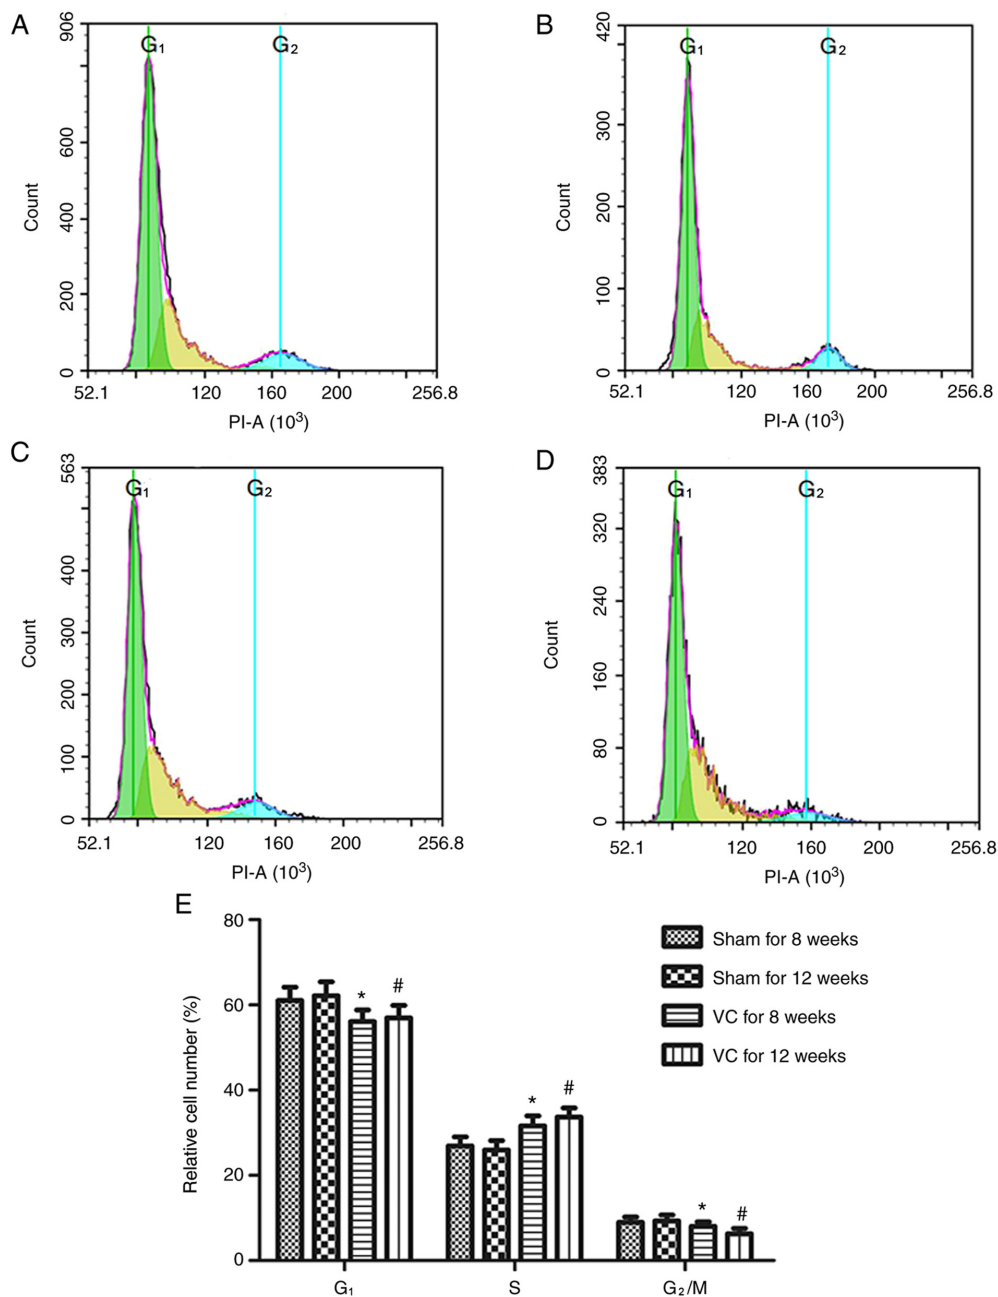 A
906
600
400
200
0
Count
G₁
G₂
52.1
120
160
200
256.8
PI-A (10³)
B
420
300
200
100
0
Count
G₁
G₂
52.1
120
160
200
256.8
PI-A (10³)
C
563
400
300
200
100
0
Count
G₁
G₂
52.1
120
160
200
256.8
PI-A (10³)
D
383
320
240
160
80
0
Count
G₁
G₂
52.1
120
160
200
256.8
PI-A (10³)
E
80
60
40
20
0
Relative cell number (%)
* #
* #
* #
G₁
S
G₂/M
Sham for 8 weeks
Sham for 12 weeks
VC for 8 weeks
VC for 12 weeks